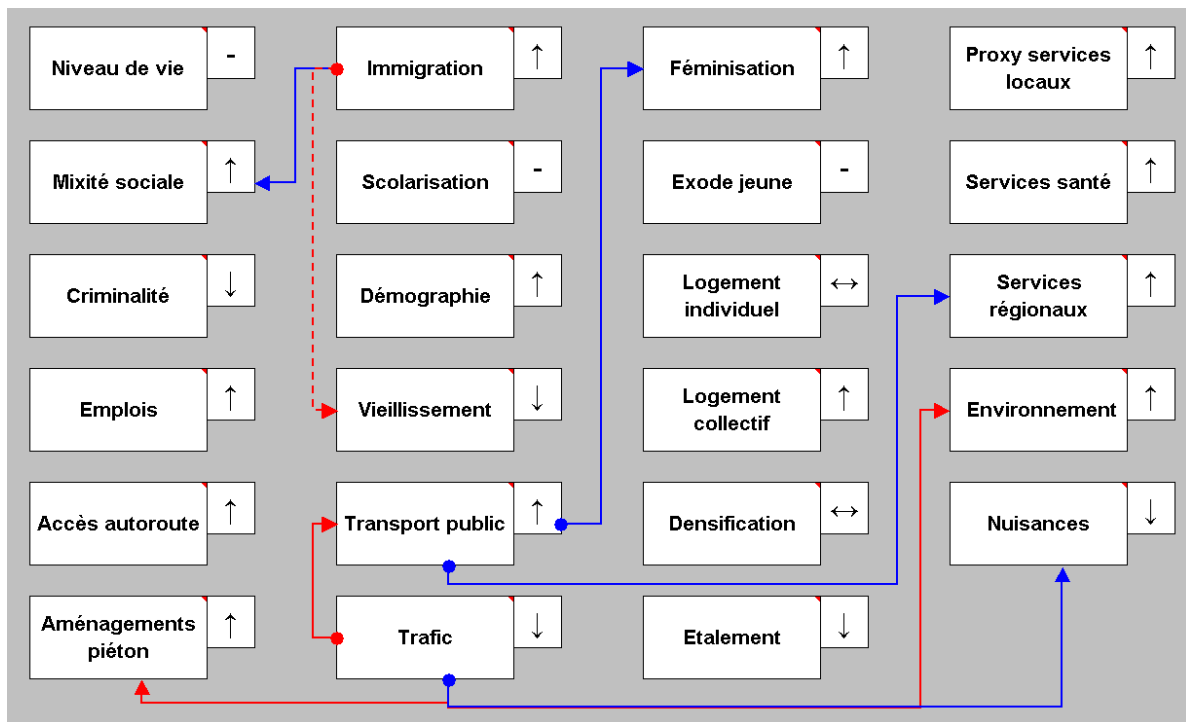 Niveau de vie
-
Immigration
↑
Féminisation
↑
Proxy services
locaux
↑
Mixité sociale
↑
Scolarisation
-
Exode jeune
-
Services santé
↑
Criminalité
↓
Démographie
↑
Logement
individuel
↔
Services
régionaux
↑
Emplois
↑
Vieillissement
↓
Logement
collectif
↑
Environnement
↑
Accès autoroute
↑
Transport public
↑
Densification
↔
Nuisances
↓
Aménagements
piéton
↑
Trafic
↓
Etalement
↓